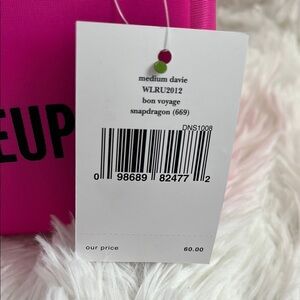 medium davie
WLRU2012
bon voyage
snapdragon (669)
DNS1008
EUP
0 98689 82477 2
our price 60.00